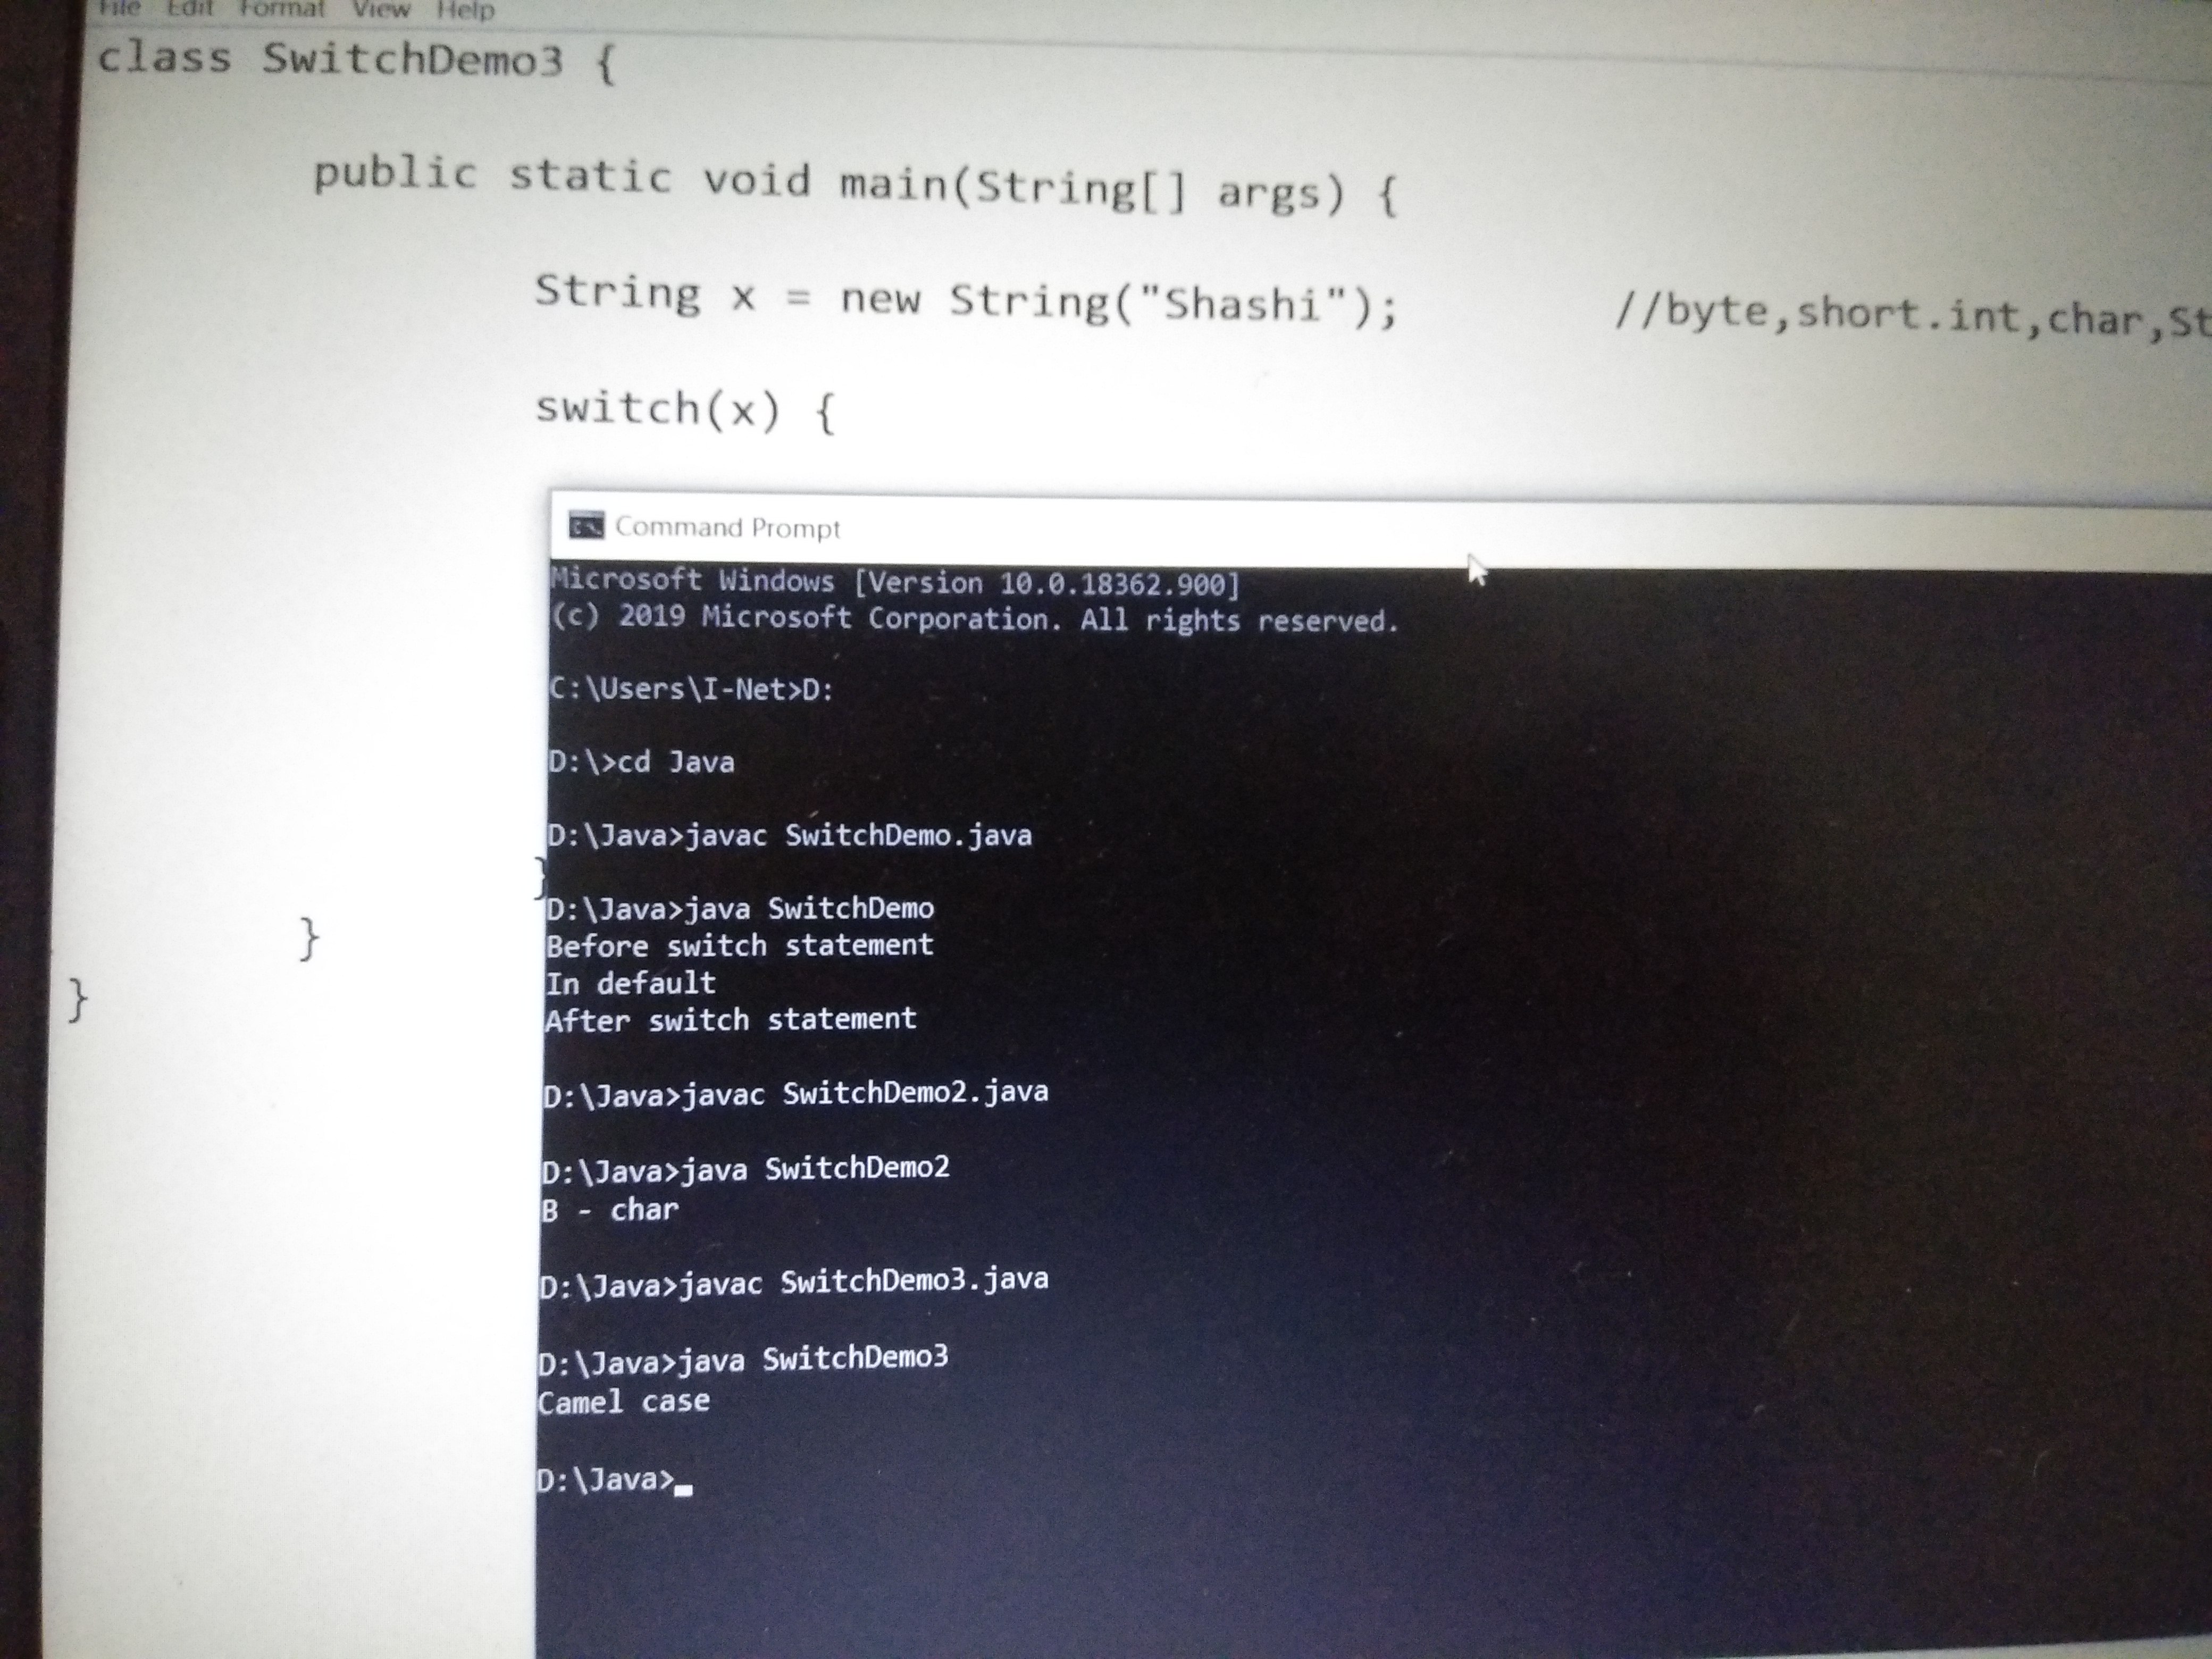 File Edit Format View Help
class SwitchDemo3 {
public static void main(String[] args) {
String x = new String("Shashi"); //byte,short.int,char,St
switch(x) {
Command Prompt
Microsoft Windows [Version 10.0.18362.900]
(c) 2019 Microsoft Corporation. All rights reserved.
C:\Users\I-Net>D:
D:\>cd Java
D:\Java>javac SwitchDemo.java
}
D:\Java>java SwitchDemo
Before switch statement
}
In default
}
After switch statement
D:\Java>javac SwitchDemo2.java
D:\Java>java SwitchDemo2
B - char
D:\Java>javac SwitchDemo3.java
D:\Java>java SwitchDemo3
Camel case
D:\Java>